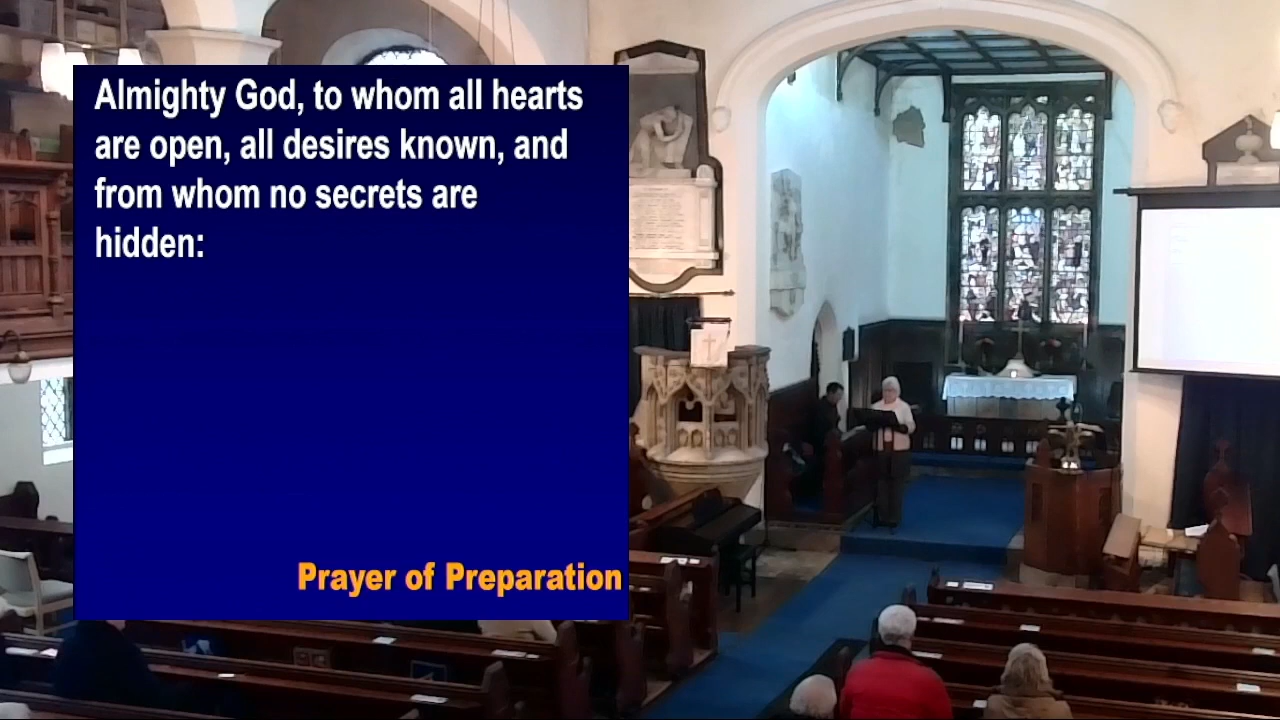 Almighty God, to whom all hearts
are open, all desires known, and
from whom no secrets are
hidden:
Prayer of Preparation